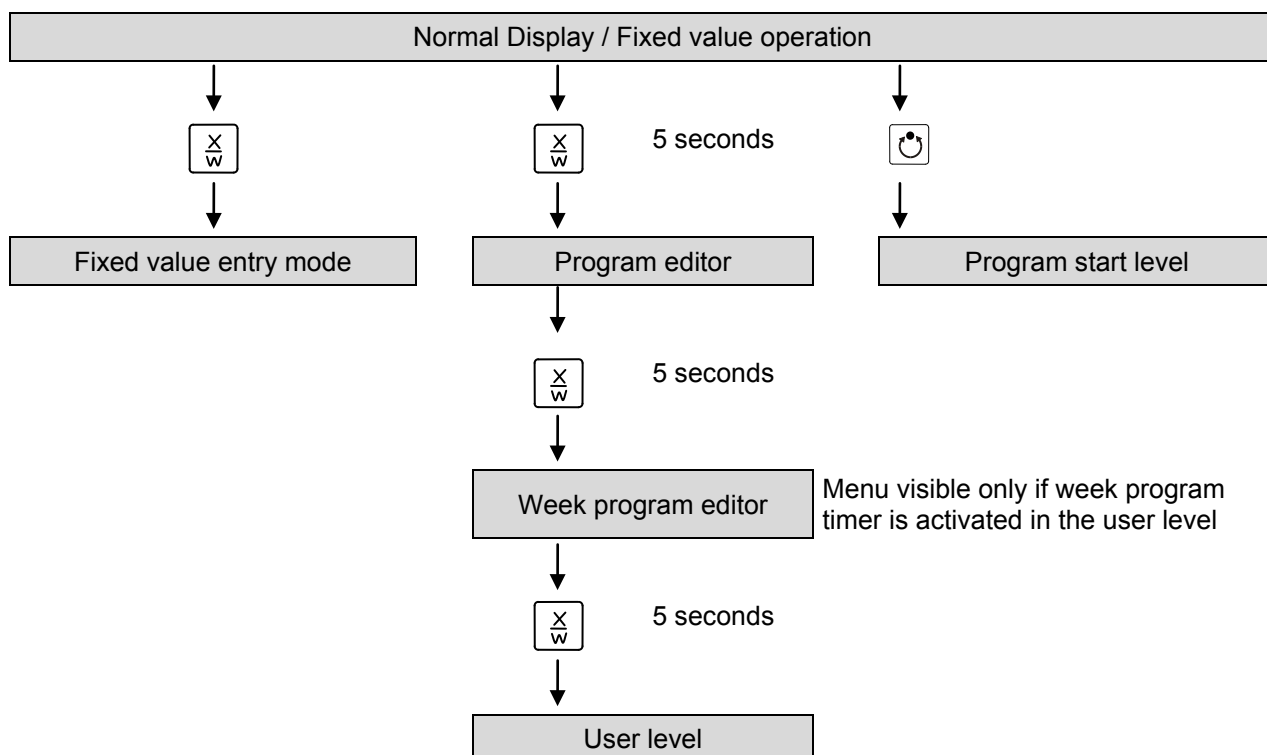 Normal Display / Fixed value operation
X
W
X
W
5 seconds
Fixed value entry mode
Program editor
Program start level
X
W
5 seconds
Week program editor
Menu visible only if week program
timer is activated in the user level
X
W
5 seconds
User level